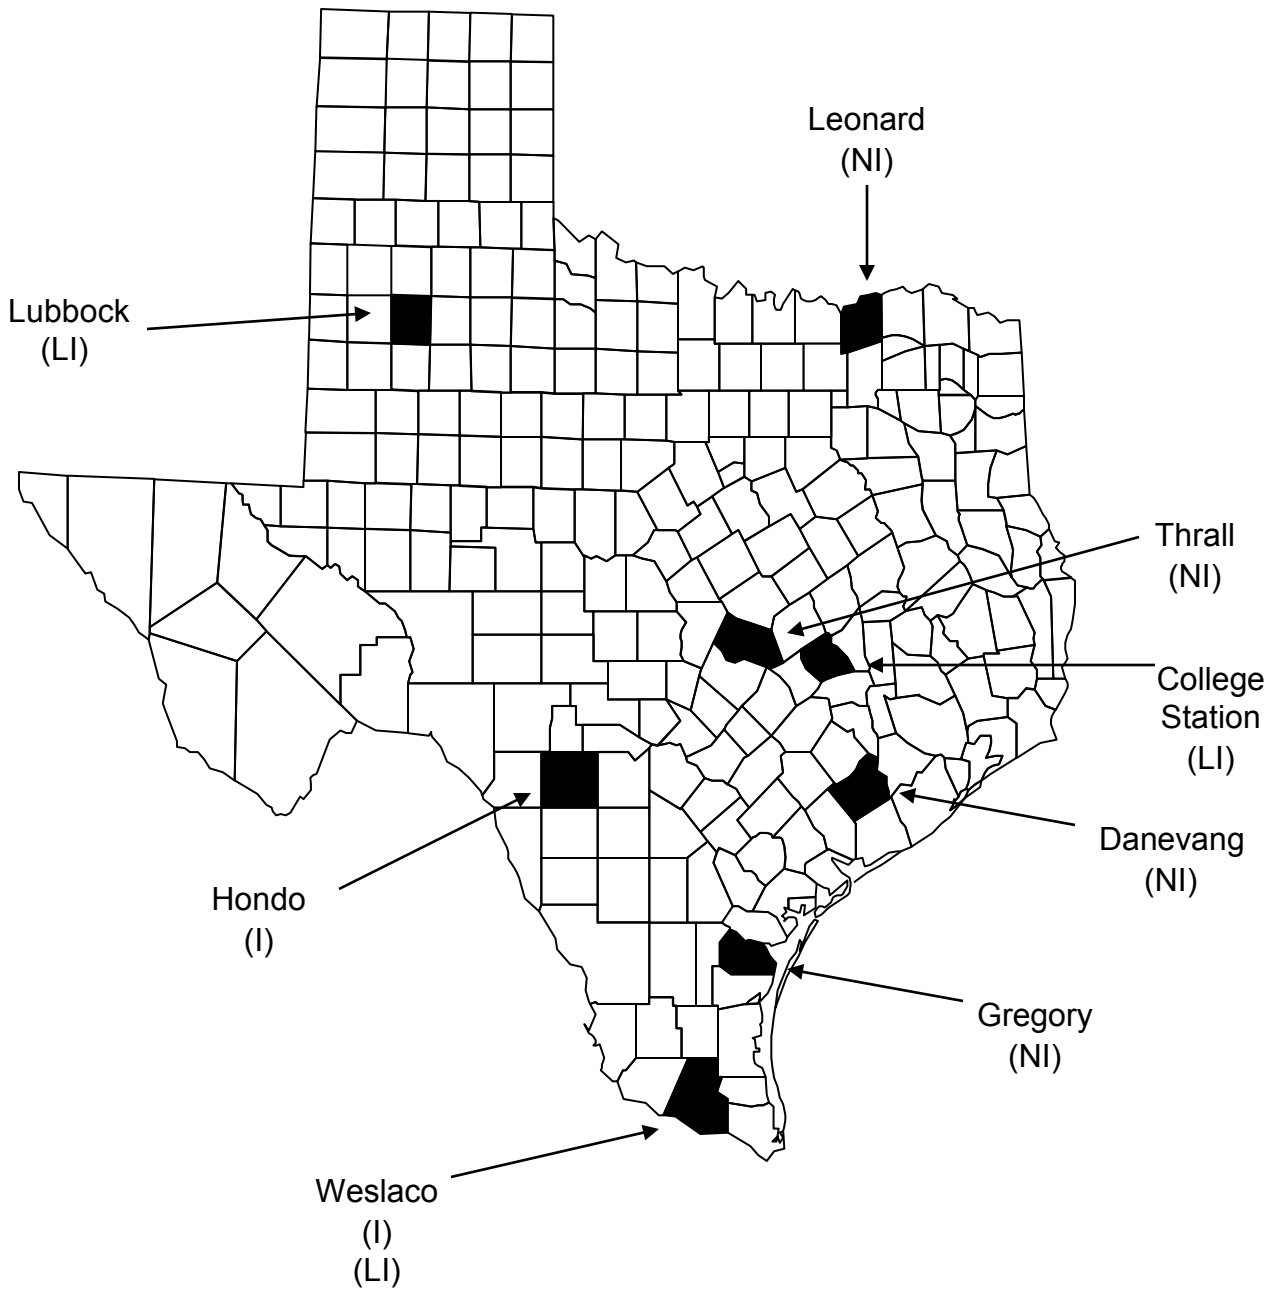 Leonard
(NI)
Lubbock
(LI)
Thrall
(NI)
College
Station
(LI)
Danevang
(NI)
Hondo
(I)
Gregory
(NI)
Weslaco
(I)
(LI)